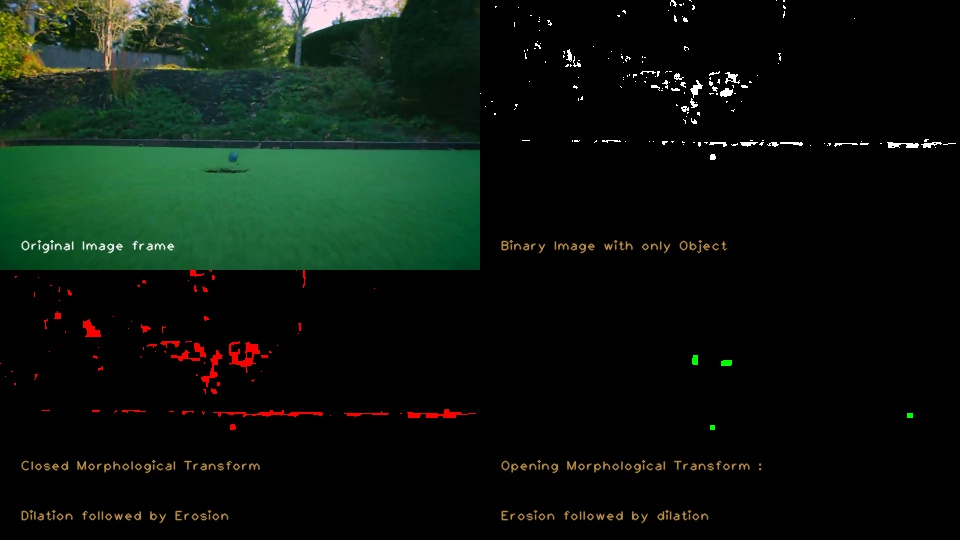 Original Image frame
Binary Image with only Object
Closed Morphological Transform
Opening Morphological Transform :
Dilation followed by Erosion
Erosion followed by dilation